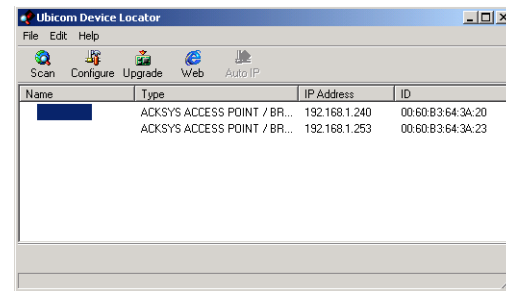 Ubicom Device Locator
File Edit Help
Scan Configure Upgrade Web Auto IP
Name Type IP Address ID
ACKSYS ACCESS POINT / BR... 192.168.1.240 00:60:B3:64:3A:20
ACKSYS ACCESS POINT / BR... 192.168.1.253 00:60:B3:64:3A:23